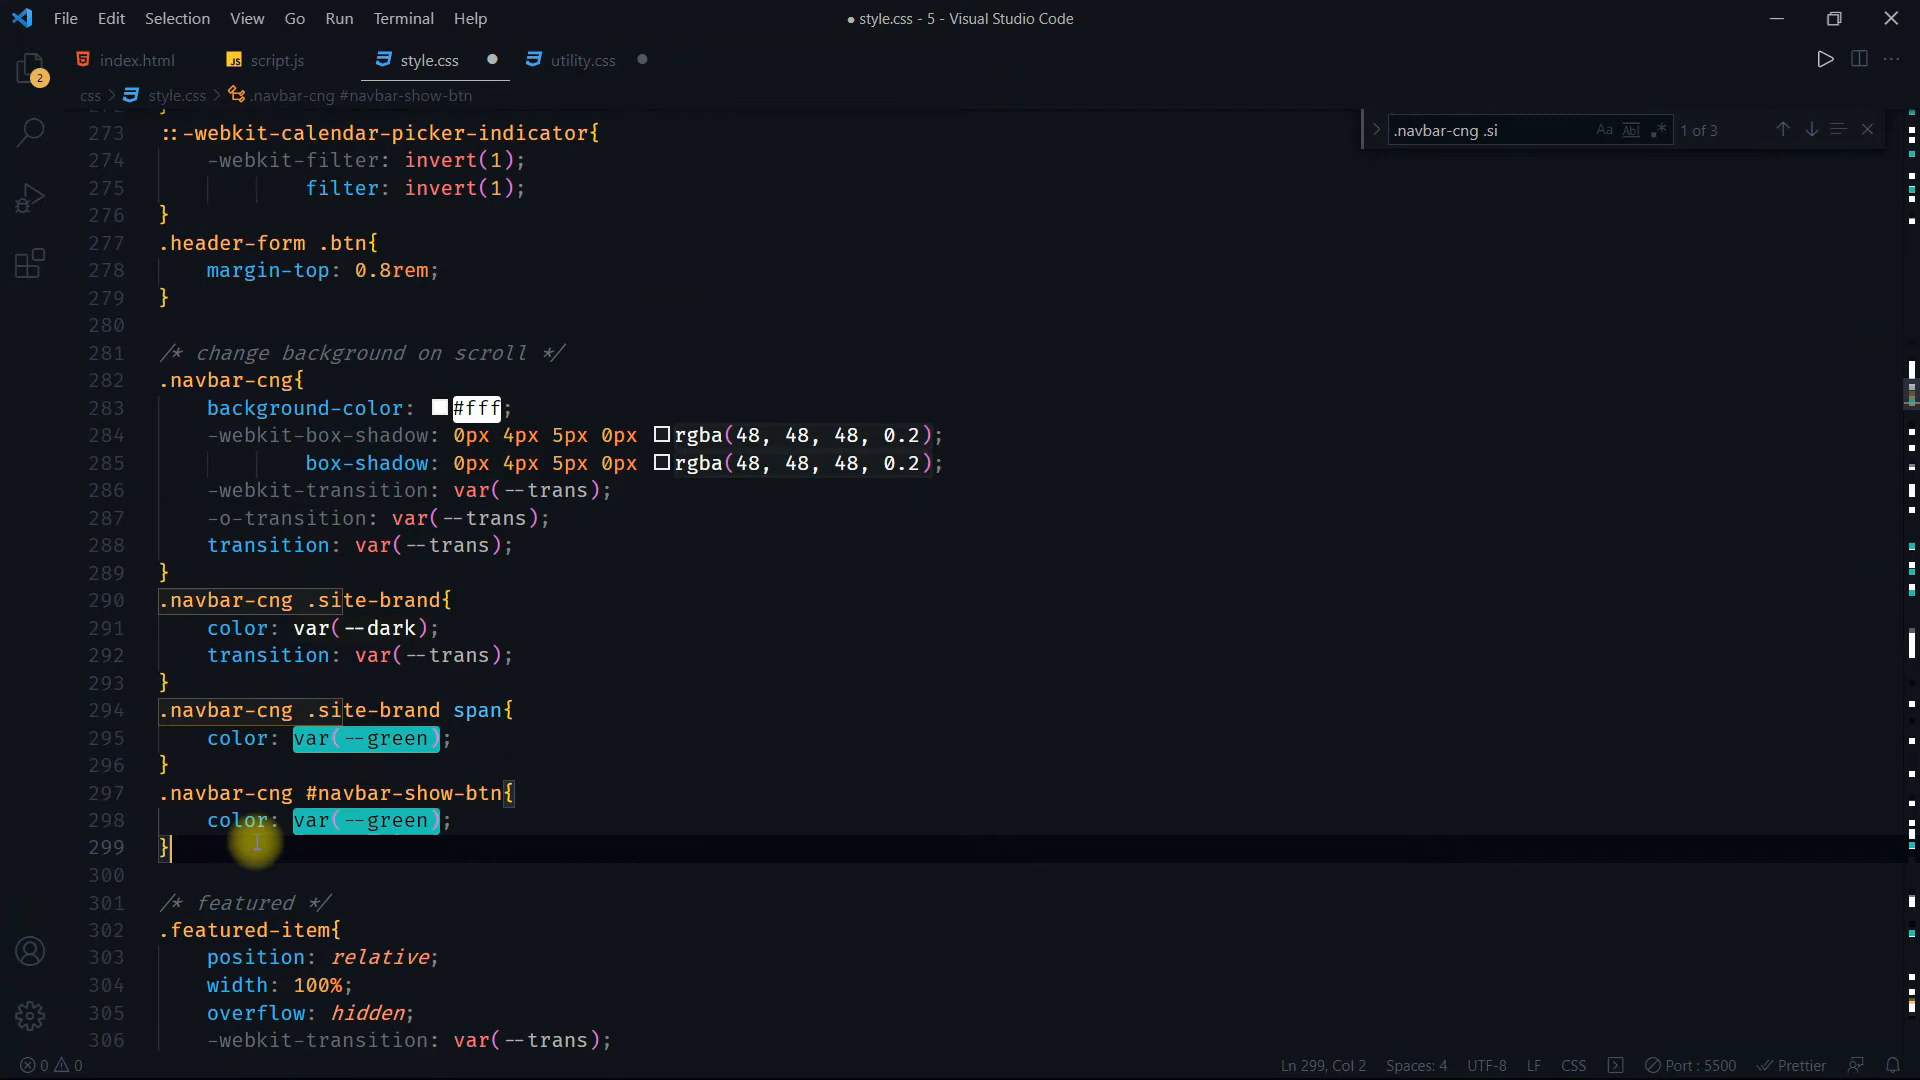 File Edit Selection View Go Run Terminal Help
● style.css - 5 - Visual Studio Code
index.html
JS script.js
style.css
utility.css
css > style.css > .navbar-cng #navbar-show-btn
2
.navbar-cng .si
Aa Ab .* 1 of 3
273 ::-webkit-calendar-picker-indicator{
274 -webkit-filter: invert(1);
275 filter: invert(1);
276 }
277 .header-form .btn{
278 margin-top: 0.8rem;
279 }
280
281 /* change background on scroll */
282 .navbar-cng{
283 background-color: #fff;
284 -webkit-box-shadow: 0px 4px 5px 0px rgba(48, 48, 48, 0.2);
285 box-shadow: 0px 4px 5px 0px rgba(48, 48, 48, 0.2);
286 -webkit-transition: var(--trans);
287 -o-transition: var(--trans);
288 transition: var(--trans);
289 }
290 .navbar-cng .site-brand{
291 color: var(--dark);
292 transition: var(--trans);
293 }
294 .navbar-cng .site-brand span{
295 color: var(--green);
296 }
297 .navbar-cng #navbar-show-btn{
298 color: var(--green);
299 }
300
301 /* featured */
302 .featured-item{
303 position: relative;
304 width: 100%;
305 overflow: hidden;
306 -webkit-transition: var(--trans);
0 0
Ln 299, Col 2 Spaces: 4 UTF-8 LF CSS Port : 5500 Prettier